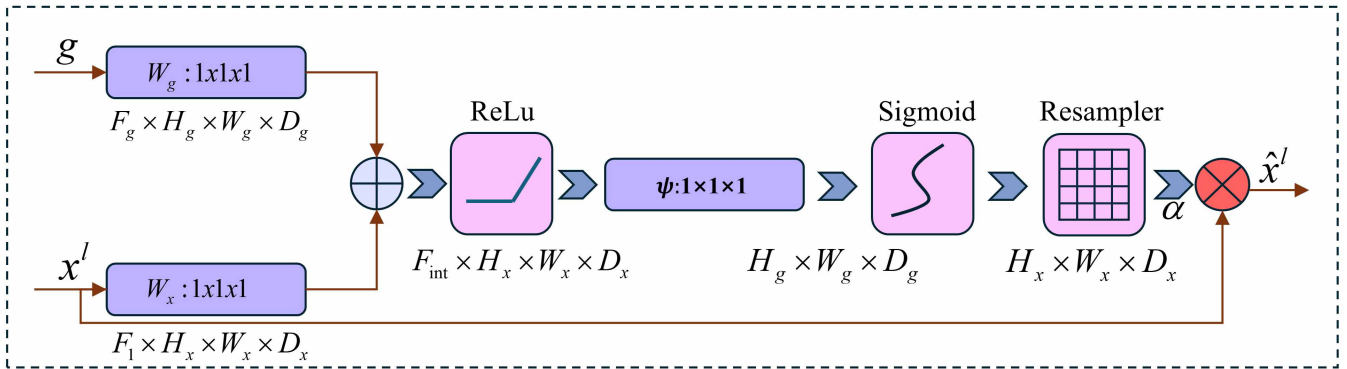 g
W_g : 1x1x1
F_g × H_g × W_g × D_g
x^l
W_x : 1x1x1
F_1 × H_x × W_x × D_x
ReLu
F_int × H_x × W_x × D_x
ψ:1×1×1
Sigmoid
H_g × W_g × D_g
Resampler
H_x × W_x × D_x
α
x̂^l